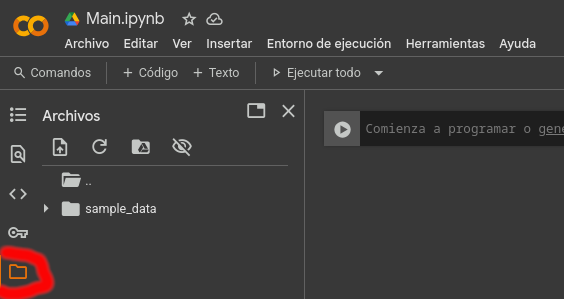 Main.ipynb
Archivo Editar Ver Insertar Entorno de ejecución Herramientas Ayuda
Comandos + Código + Texto Ejecutar todo
Archivos
Comienza a programar o gene
..
sample_data